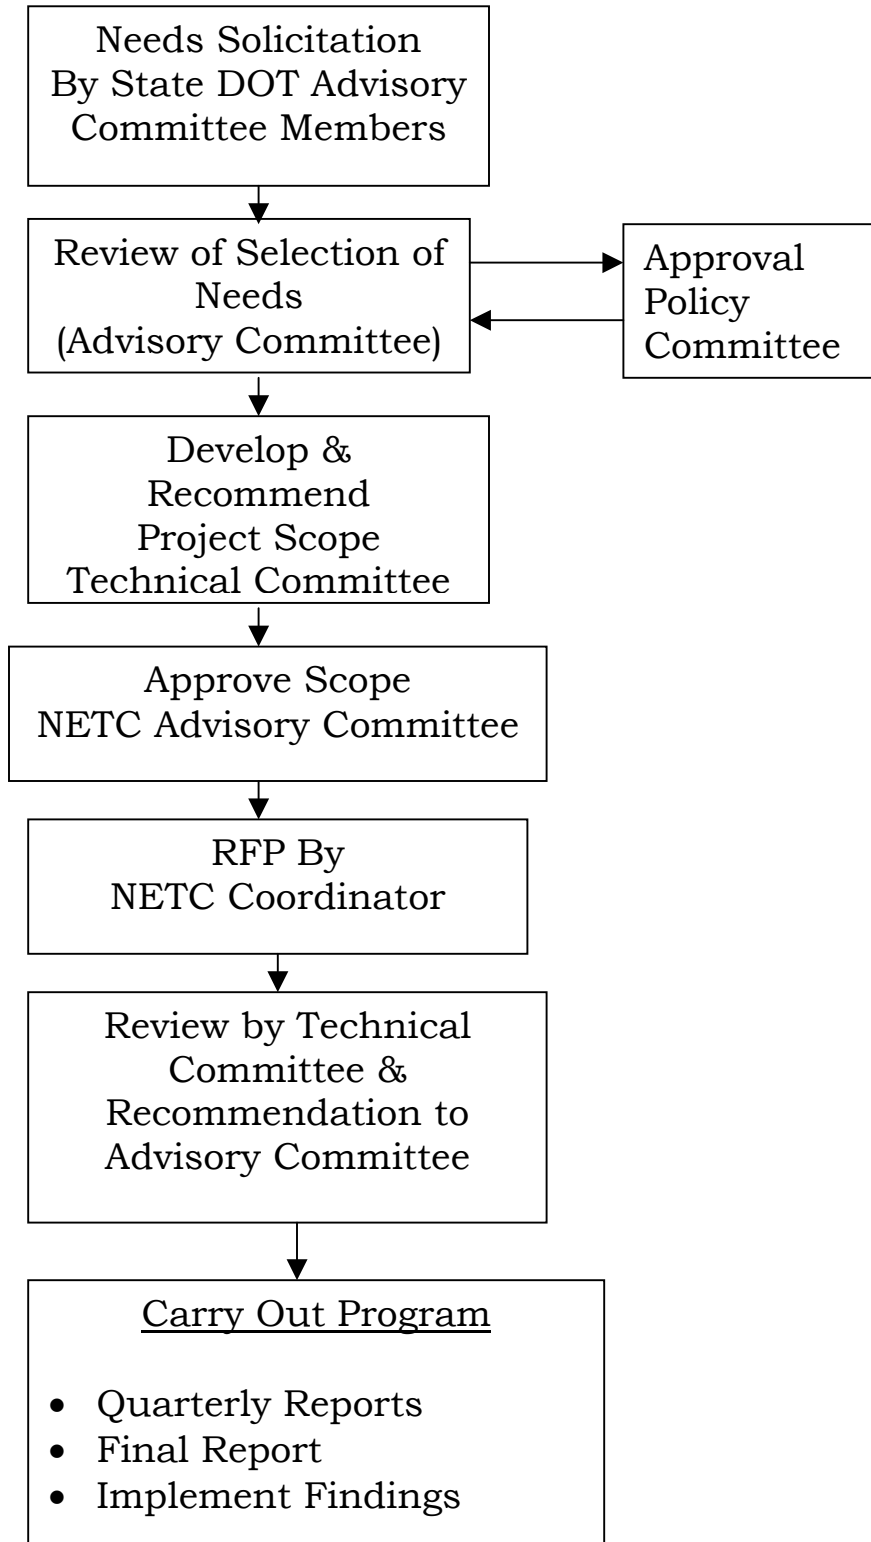 Needs Solicitation
By State DOT Advisory
Committee Members
Review of Selection of
Needs
(Advisory Committee)
Approval
Policy
Committee
Develop &
Recommend
Project Scope
Technical Committee
Approve Scope
NETC Advisory Committee
RFP By
NETC Coordinator
Review by Technical
Committee &
Recommendation to
Advisory Committee
Carry Out Program
• Quarterly Reports
• Final Report
• Implement Findings